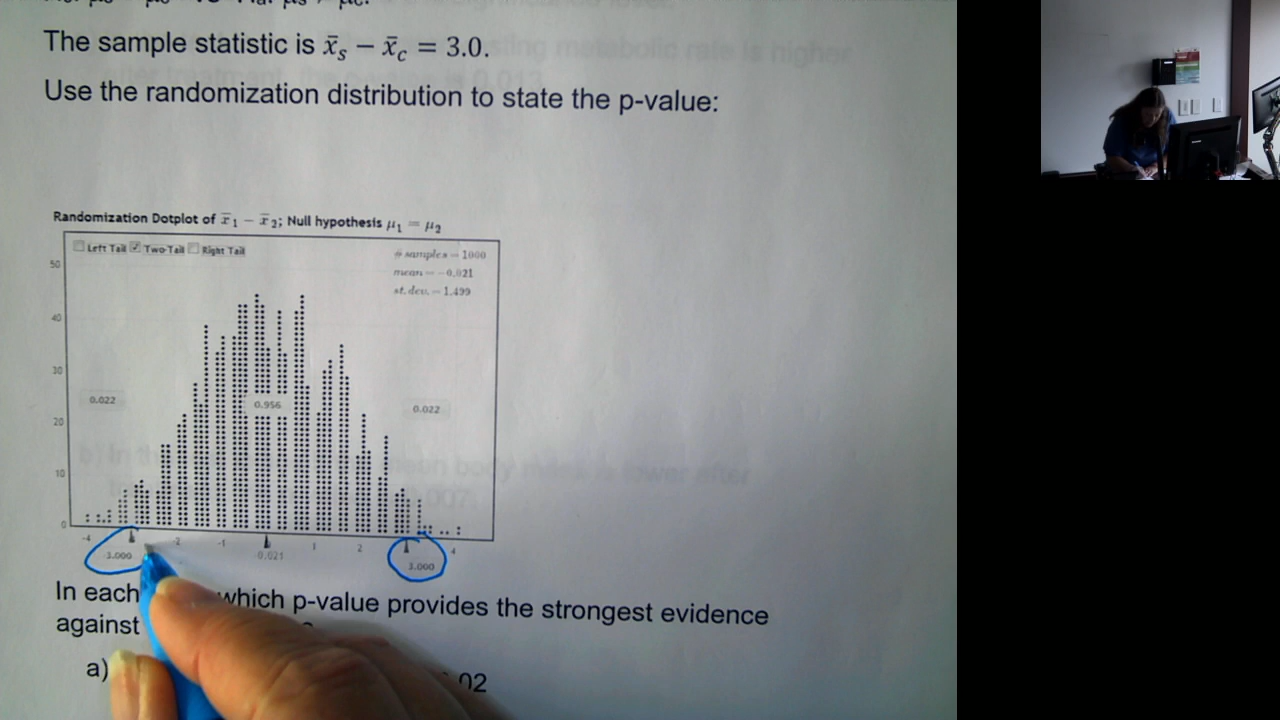 The sample statistic is x̄ₛ − x̄꜀ = 3.0.
Use the randomization distribution to state the p-value:
Randomization Dotplot of x̄₁ − x̄₂; Null hypothesis μ₁ = μ₂
Left Tail Two-Tail Right Tail
# samples = 1000
mean = -0.021
st. dev. = 1.499
50
40
30
20
10
0
0.022
0.956
0.022
-4 -2 -1 1 2 4
-3.000 -0.021 3.000
In each which p-value provides the strongest evidence
against
a) 02